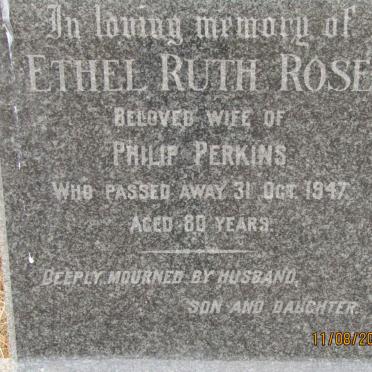 In loving memory of
ETHEL RUTH ROSE
BELOVED WIFE OF
PHILIP PERKINS
WHO PASSED AWAY 31 OCT. 1947.
AGED 80 YEARS.
DEEPLY MOURNED BY HUSBAND,
SON AND DAUGHTER.
11/08/20